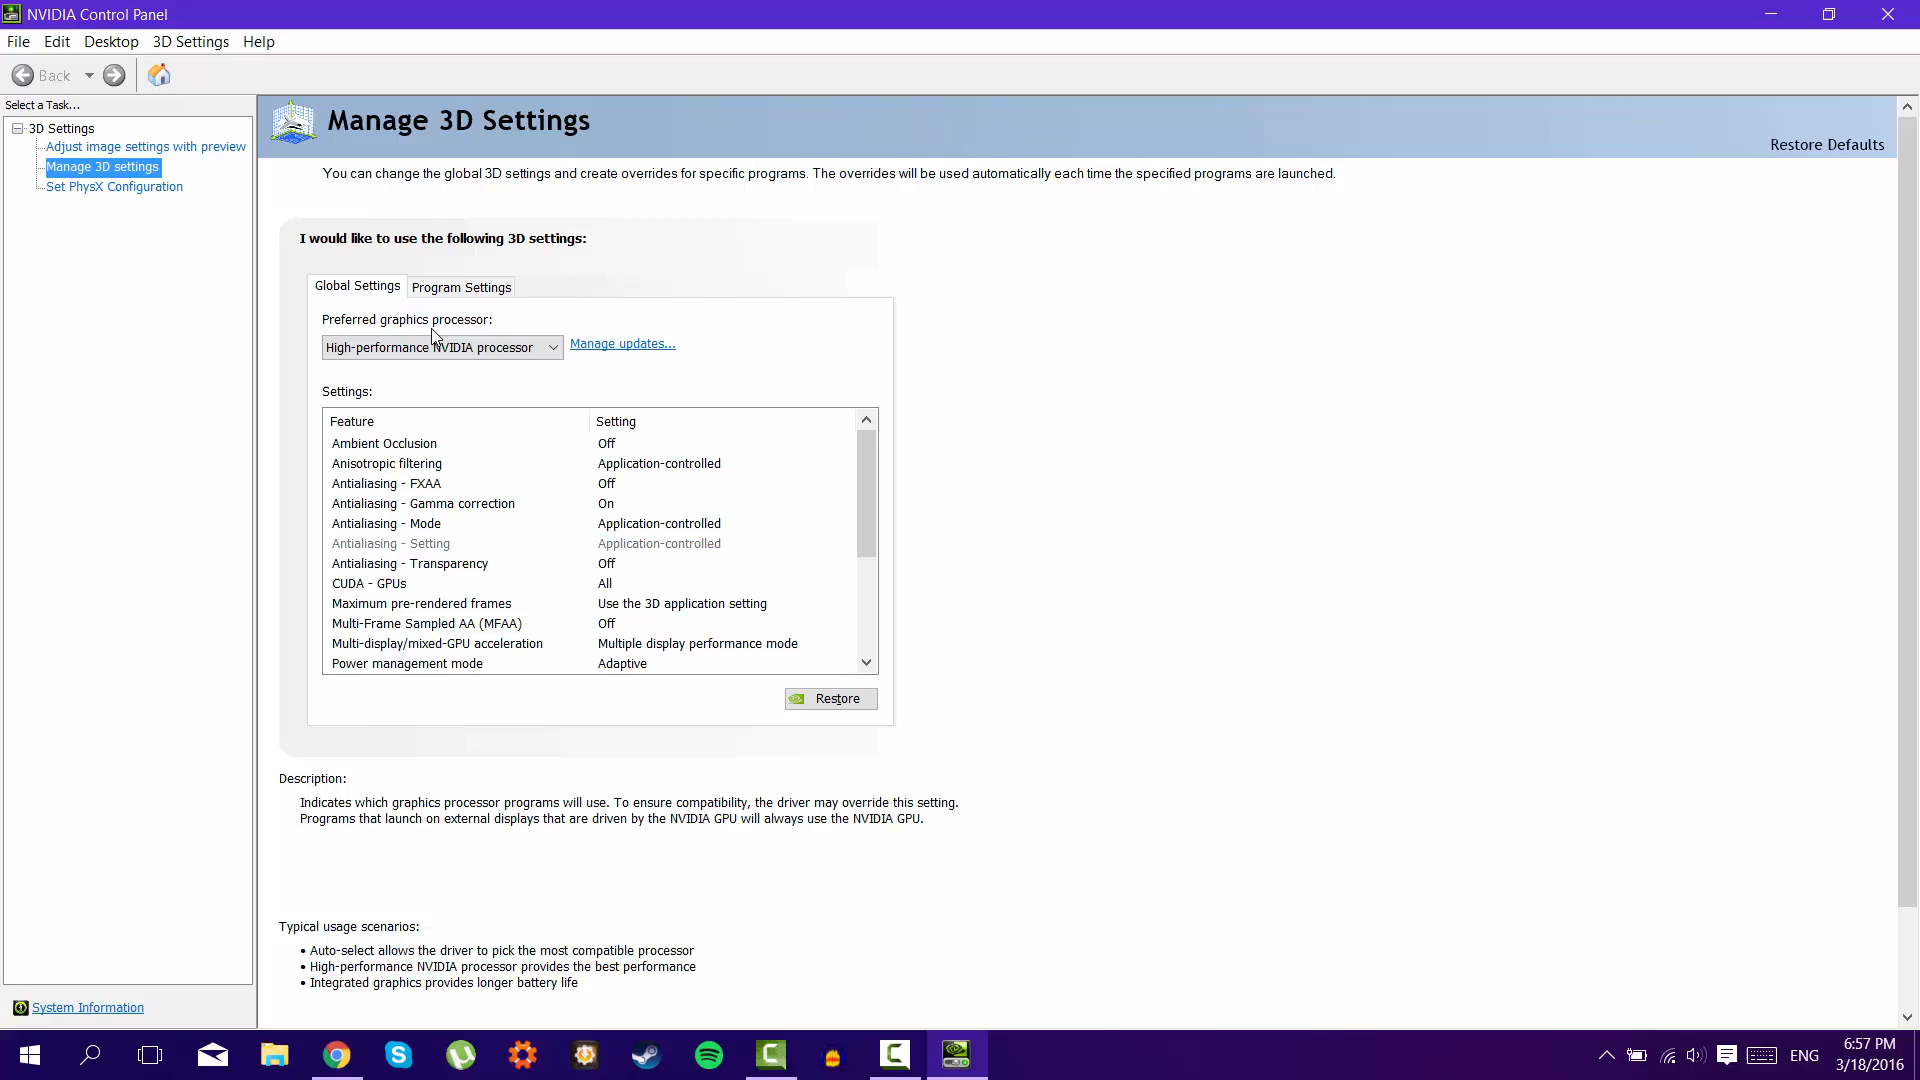 NVIDIA Control Panel
File Edit Desktop 3D Settings Help
Back
Select a Task...
3D Settings
Adjust image settings with preview
Manage 3D settings
Set PhysX Configuration
System Information
Manage 3D Settings
Restore Defaults
You can change the global 3D settings and create overrides for specific programs. The overrides will be used automatically each time the specified programs are launched.
I would like to use the following 3D settings:
Global Settings Program Settings
Preferred graphics processor:
High-performance NVIDIA processor Manage updates...
Settings:
Feature Setting
Ambient Occlusion Off
Anisotropic filtering Application-controlled
Antialiasing - FXAA Off
Antialiasing - Gamma correction On
Antialiasing - Mode Application-controlled
Antialiasing - Setting Application-controlled
Antialiasing - Transparency Off
CUDA - GPUs All
Maximum pre-rendered frames Use the 3D application setting
Multi-Frame Sampled AA (MFAA) Off
Multi-display/mixed-GPU acceleration Multiple display performance mode
Power management mode Adaptive
Restore
Description:
Indicates which graphics processor programs will use. To ensure compatibility, the driver may override this setting.
Programs that launch on external displays that are driven by the NVIDIA GPU will always use the NVIDIA GPU.
Typical usage scenarios:
• Auto-select allows the driver to pick the most compatible processor
• High-performance NVIDIA processor provides the best performance
• Integrated graphics provides longer battery life
ENG
6:57 PM
3/18/2016